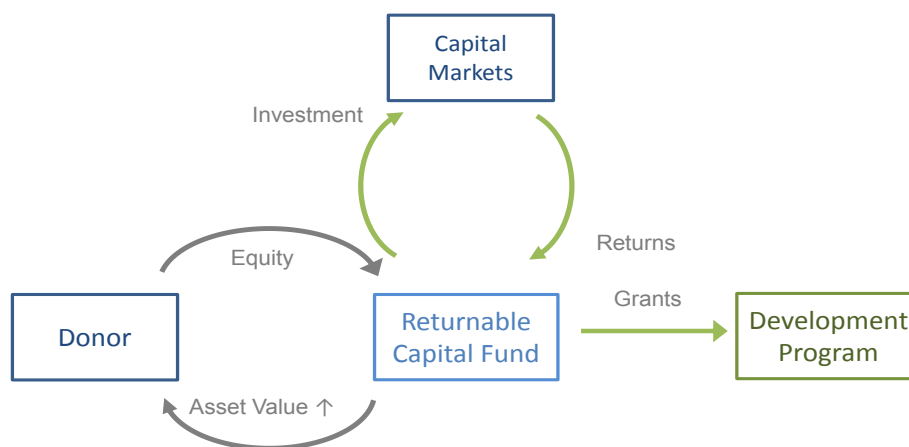 Capital
Markets
Investment
Returns
Equity
Grants
Donor
Returnable
Capital Fund
Development
Program
Asset Value ↑